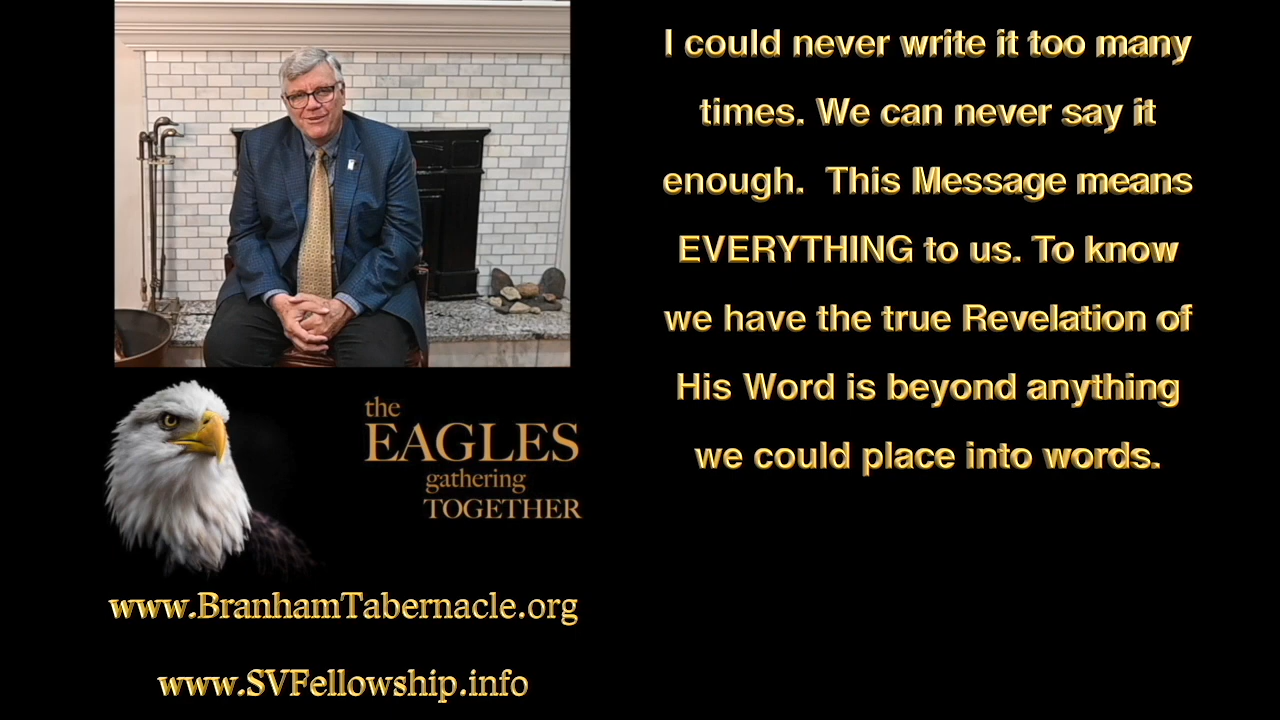 I could never write it too many
times. We can never say it
enough.  This Message means
EVERYTHING to us. To know
we have the true Revelation of
His Word is beyond anything
we could place into words.
the
EAGLES
gathering
TOGETHER
www.BranhamTabernacle.org
www.SVFellowship.info